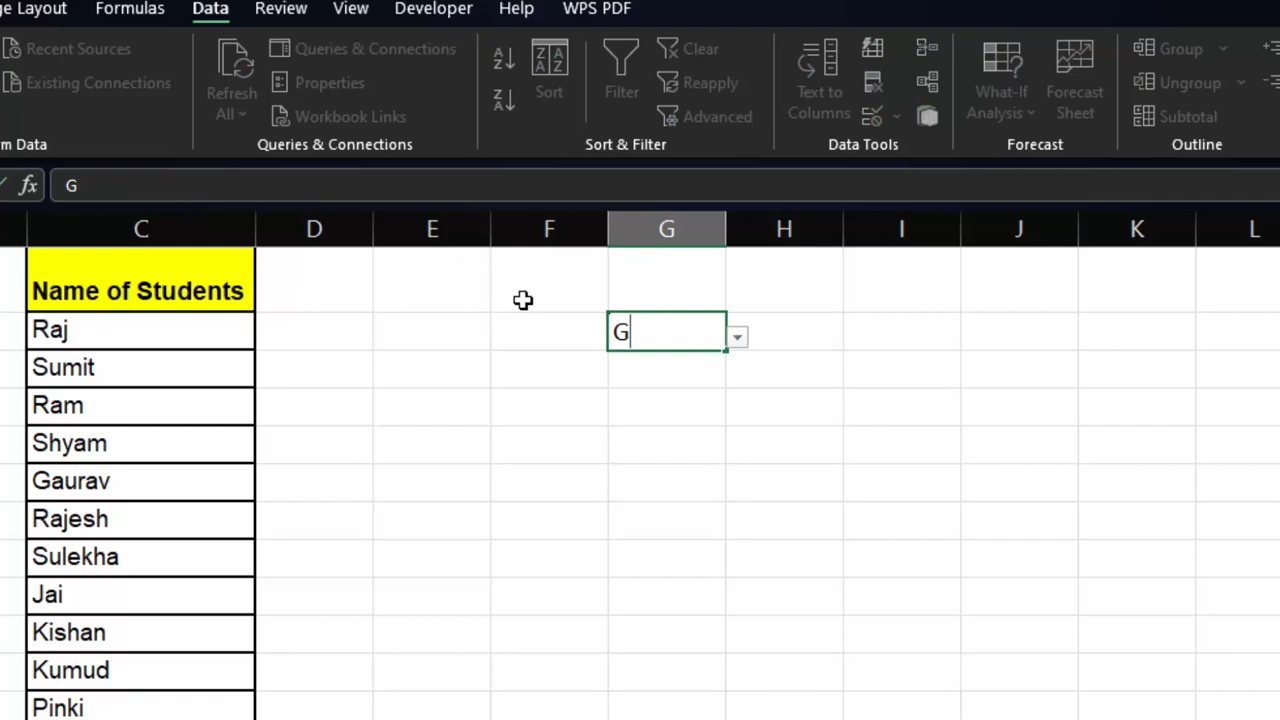 ge Layout Formulas Data Review View Developer Help WPS PDF
Recent Sources
Existing Connections
m Data
Refresh
All
Queries & Connections
Properties
Workbook Links
Queries & Connections
A
Z
Z
A
Z A
A Z
Sort
Filter
Clear
Reapply
Advanced
Sort & Filter
Text to
Columns
Data Tools
What-If
Analysis
Forecast
Sheet
Forecast
Group
Ungroup
Subtotal
Outline
fx G
C D E F G H I J K L
Name of Students
Raj
G
Sumit
Ram
Shyam
Gaurav
Rajesh
Sulekha
Jai
Kishan
Kumud
Pinki